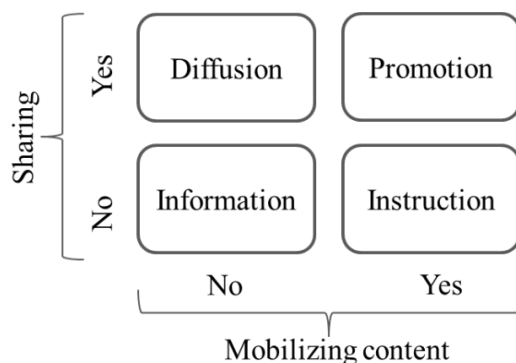 Sharing
Yes
Diffusion
Promotion
No
Information
Instruction
No
Yes
Mobilizing content